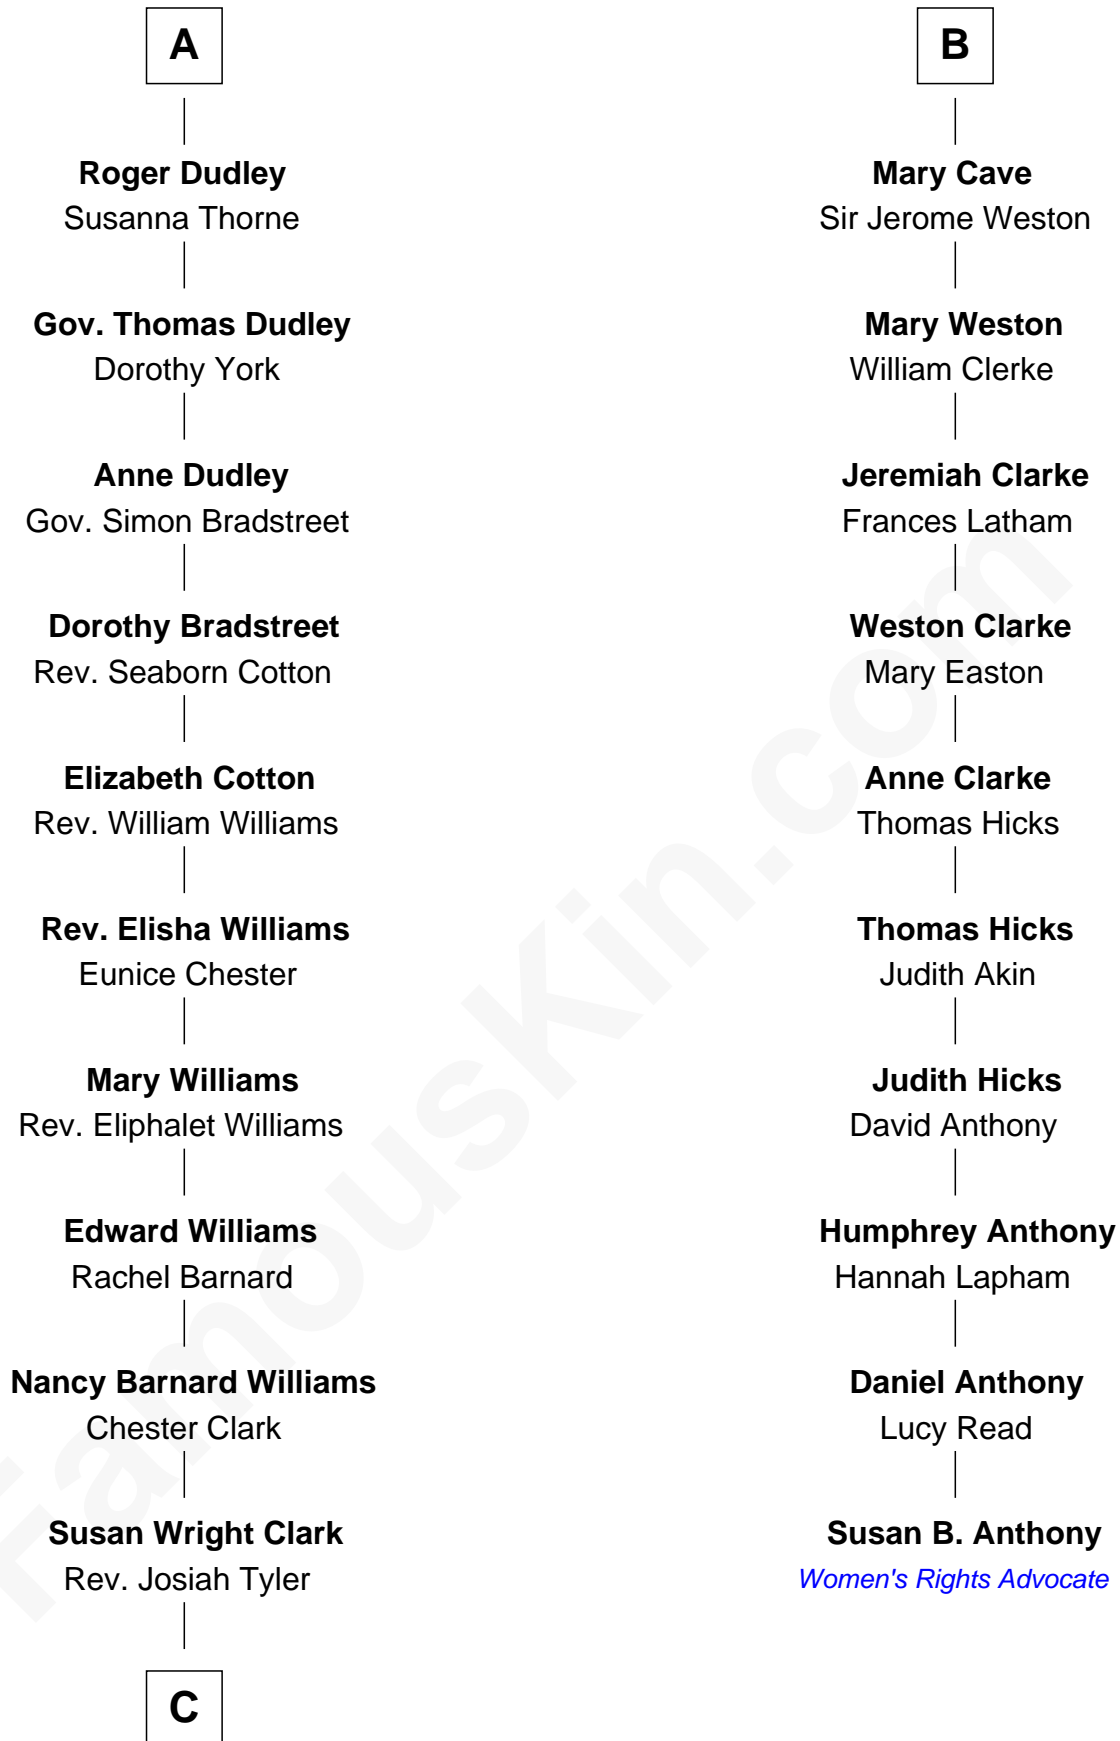 A
Roger Dudley
Susanna Thorne
Gov. Thomas Dudley
Dorothy York
Anne Dudley
Gov. Simon Bradstreet
Dorothy Bradstreet
Rev. Seaborn Cotton
Elizabeth Cotton
Rev. William Williams
Rev. Elisha Williams
Eunice Chester
Mary Williams
Rev. Eliphalet Williams
Edward Williams
Rachel Barnard
Nancy Barnard Williams
Chester Clark
Susan Wright Clark
Rev. Josiah Tyler
C
B
Mary Cave
Sir Jerome Weston
Mary Weston
William Clerke
Jeremiah Clarke
Frances Latham
Weston Clarke
Mary Easton
Anne Clarke
Thomas Hicks
Thomas Hicks
Judith Akin
Judith Hicks
David Anthony
Humphrey Anthony
Hannah Lapham
Daniel Anthony
Lucy Read
Susan B. Anthony
Women's Rights Advocate
FamousKin.com